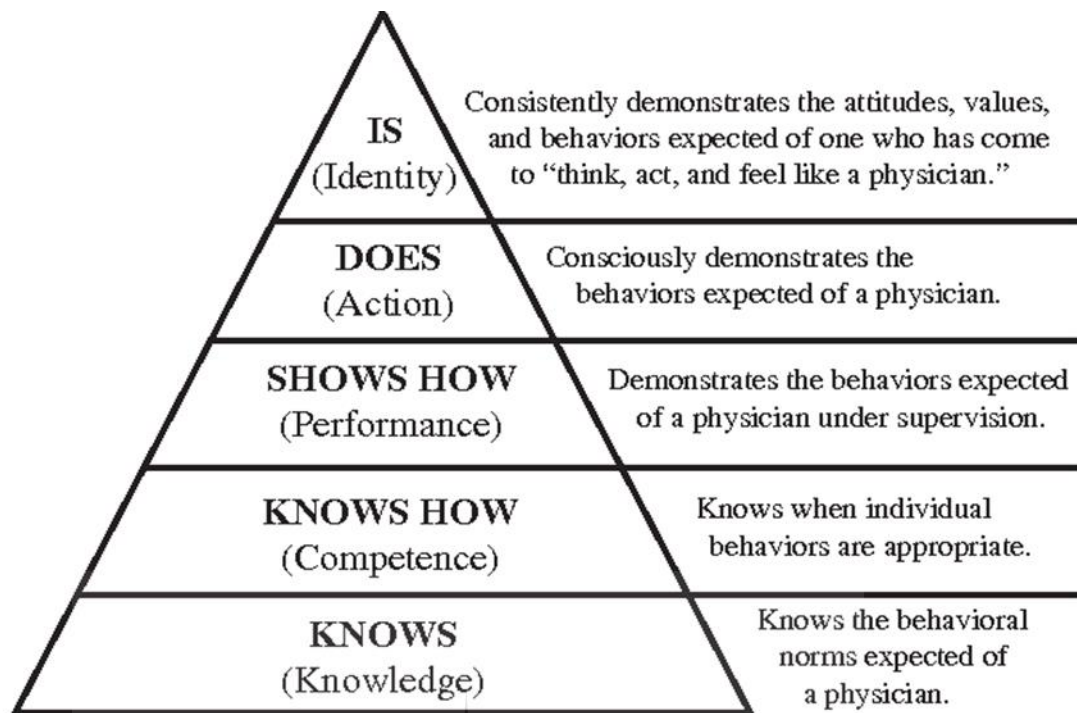 IS
(Identity)
Consistently demonstrates the attitudes, values,
and behaviors expected of one who has come
to “think, act, and feel like a physician.”
DOES
(Action)
Consciously demonstrates the
behaviors expected of a physician.
SHOWS HOW
(Performance)
Demonstrates the behaviors expected
of a physician under supervision.
KNOWS HOW
(Competence)
Knows when individual
behaviors are appropriate.
KNOWS
(Knowledge)
Knows the behavioral
norms expected of
a physician.